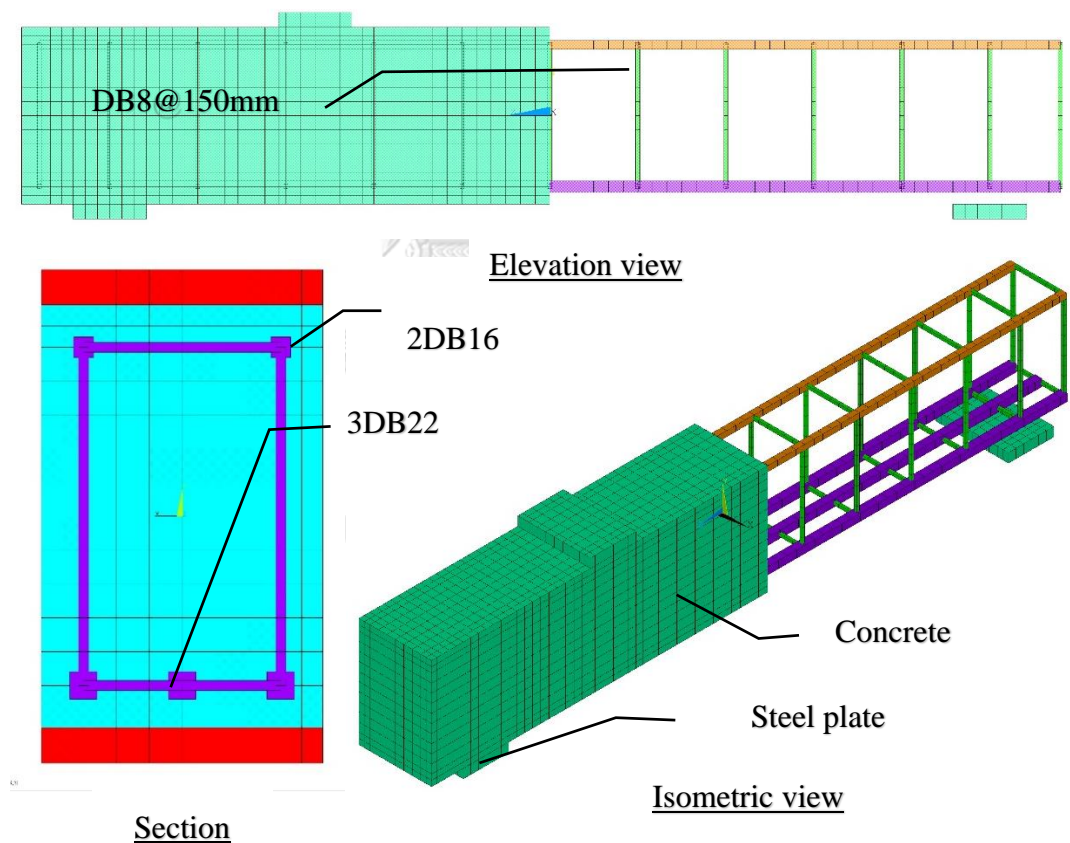 DB8@150mm
Elevation view
2DB16
3DB22
Concrete
Steel plate
Isometric view
Section